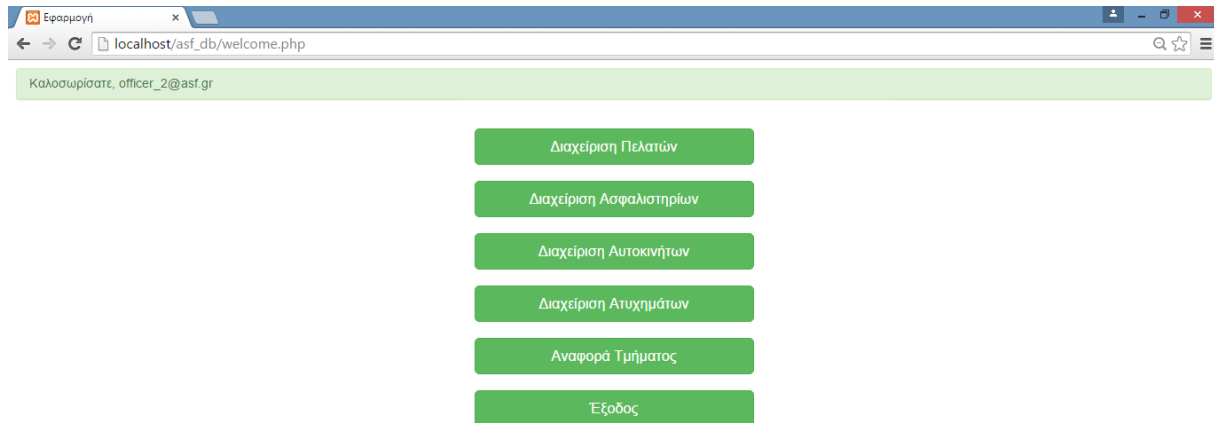 Εφαρμογή
localhost/asf_db/welcome.php
Καλοσωρίσατε, officer_2@asf.gr
Διαχείριση Πελατών
Διαχείριση Ασφαλιστηρίων
Διαχείριση Αυτοκινήτων
Διαχείριση Ατυχημάτων
Αναφορά Τμήματος
Έξοδος